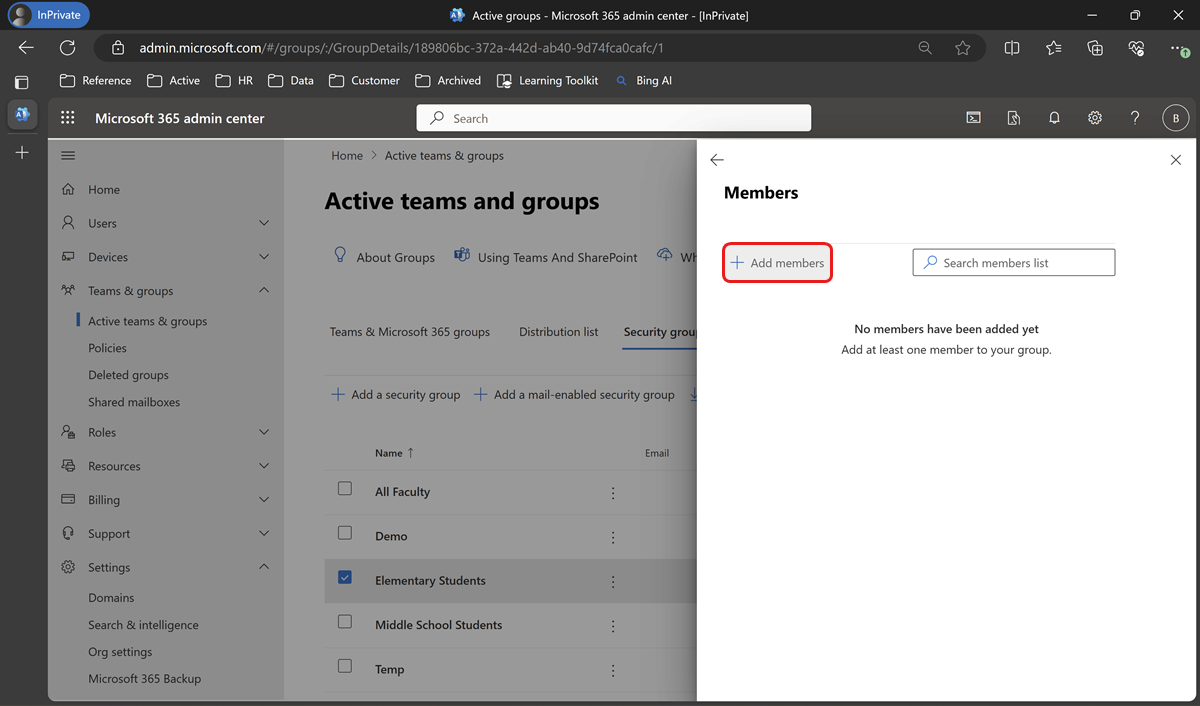 InPrivate
Active groups - Microsoft 365 admin center - [InPrivate]
admin.microsoft.com/#/groups/:/GroupDetails/189806bc-372a-442d-ab40-9d74fca0cafc/1
Reference Active HR Data Customer Archived Learning Toolkit Bing AI
Microsoft 365 admin center
Search
B
Home
Users
Devices
Teams & groups
Active teams & groups
Policies
Deleted groups
Shared mailboxes
Roles
Resources
Billing
Support
Settings
Domains
Search & intelligence
Org settings
Microsoft 365 Backup
Home > Active teams & groups
Active teams and groups
About Groups Using Teams And SharePoint Wh
Teams & Microsoft 365 groups Distribution list Security grou
Add a security group Add a mail-enabled security group
Name ↑ Email
All Faculty
Demo
Elementary Students
Middle School Students
Temp
Members
Add members
Search members list
No members have been added yet
Add at least one member to your group.